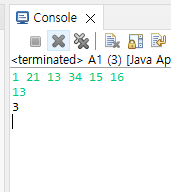 Console
<terminated> A1 (3) [Java Ap
1 21 13 34 15 16
13
3